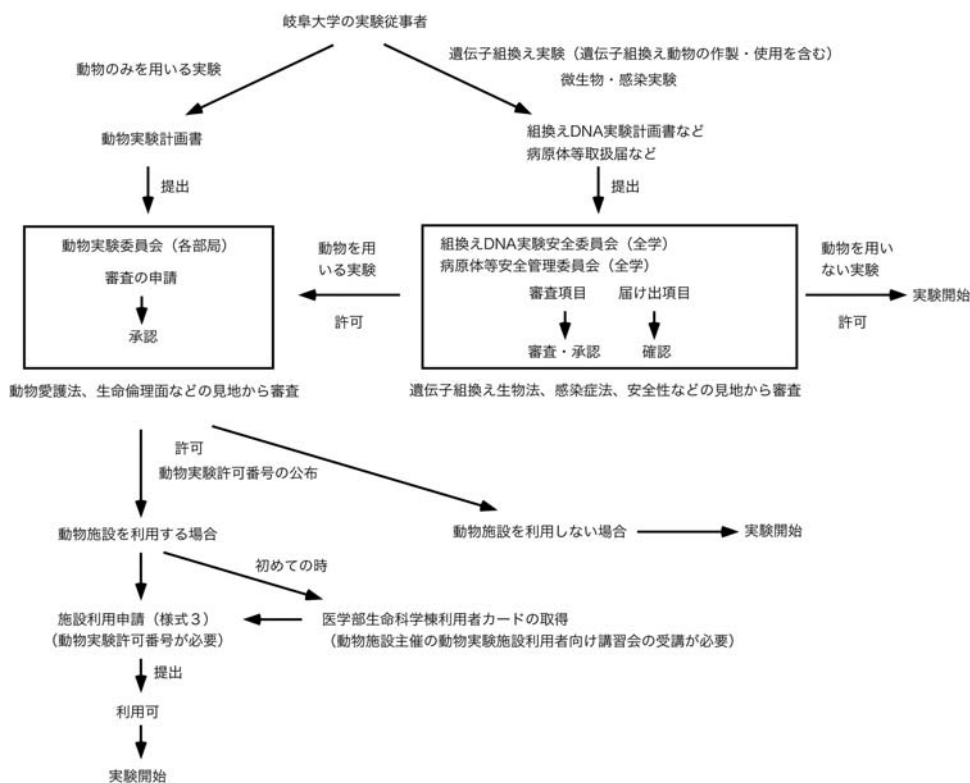 岐阜大学の実験従事者
動物のみを用いる実験
遺伝子組換え実験（遺伝子組換え動物の作製・使用を含む）
微生物・感染実験
動物実験計画書
組換えDNA実験計画書など
病原体等取扱届など
提出
提出
動物実験委員会（各部局）
審査の申請
承認
動物を用
いる実験
許可
組換えDNA実験安全委員会（全学）
病原体等安全管理委員会（全学）
審査項目
届け出項目
審査・承認
確認
動物を用い
ない実験
許可
実験開始
動物愛護法、生命倫理面などの見地から審査
遺伝子組換え生物法、感染症法、安全性などの見地から審査
許可
動物実験許可番号の公布
動物施設を利用する場合
動物施設を利用しない場合
実験開始
初めての時
施設利用申請（様式３）
（動物実験許可番号が必要）
医学部生命科学棟利用者カードの取得
（動物施設主催の動物実験施設利用者向け講習会の受講が必要）
提出
利用可
実験開始